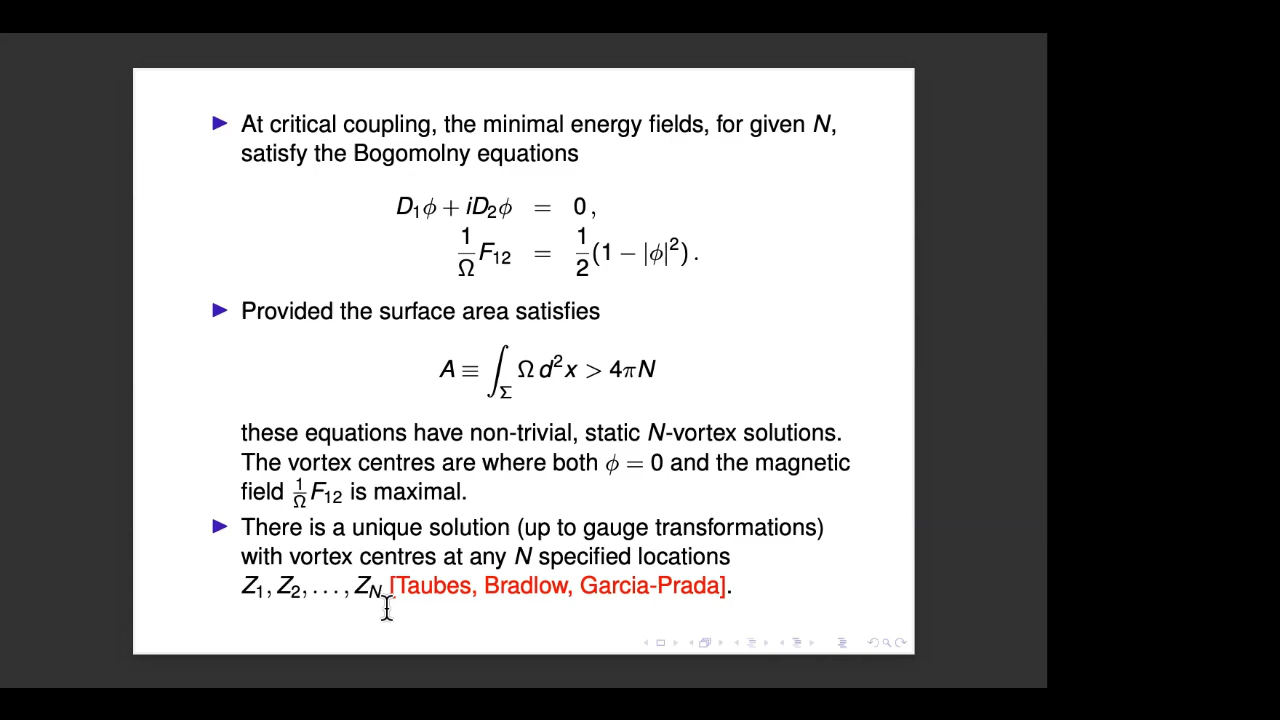 ▶ At critical coupling, the minimal energy fields, for given N,
satisfy the Bogomolny equations
D₁ϕ + iD₂ϕ = 0 ,
1/Ω F₁₂ = 1/2 (1 − |ϕ|²) .
▶ Provided the surface area satisfies
A ≡ ∫_Σ Ω d²x > 4πN
these equations have non-trivial, static N-vortex solutions.
The vortex centres are where both ϕ = 0 and the magnetic
field 1/Ω F₁₂ is maximal.
▶ There is a unique solution (up to gauge transformations)
with vortex centres at any N specified locations
Z₁, Z₂, . . . , Z_N [Taubes, Bradlow, Garcia-Prada].